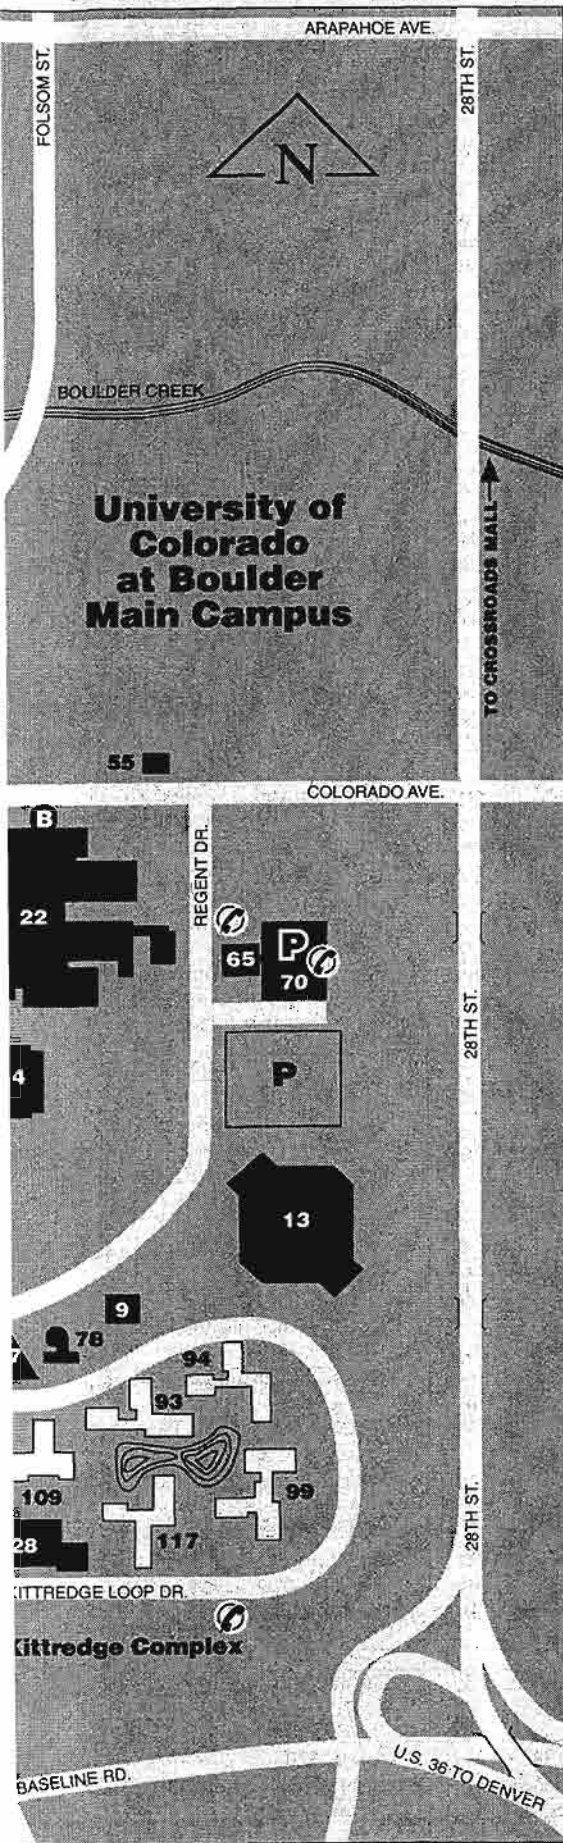 ARAPAHOE AVE.
FOLSOM ST.
28TH ST.
N
BOULDER CREEK
University of
Colorado
at Boulder
Main Campus
TO CROSSROADS MALL
55
COLORADO AVE.
B
REGENT DR.
22
65
P
70
28TH ST.
4
P
13
9
78
7
94
93
109
99
28TH ST.
28
117
KITTREDGE LOOP DR.
Kittredge Complex
BASELINE RD.
U.S. 36 TO DENVER